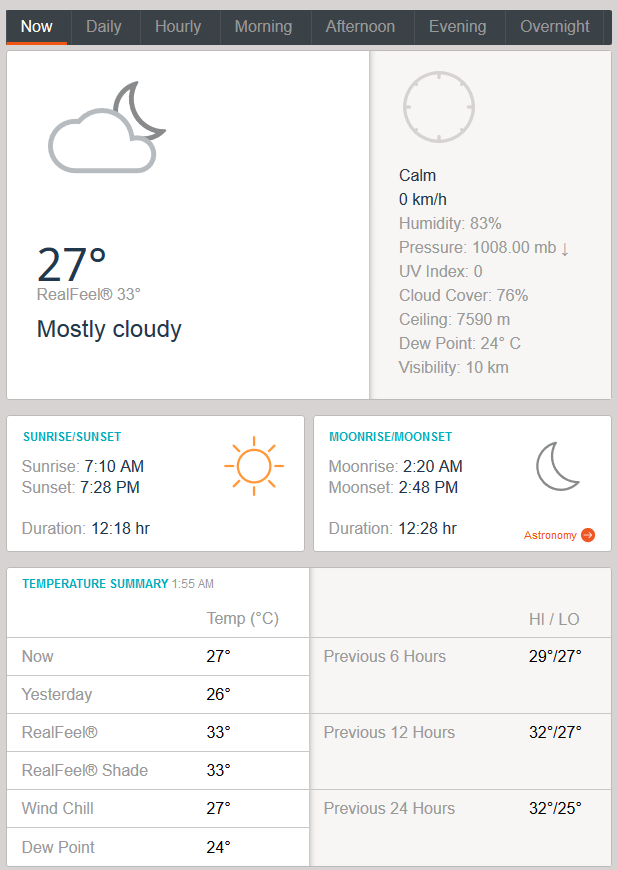 Now Daily Hourly Morning Afternoon Evening Overnight
27°
RealFeel® 33°
Mostly cloudy
Calm
0 km/h
Humidity: 83%
Pressure: 1008.00 mb ↓
UV Index: 0
Cloud Cover: 76%
Ceiling: 7590 m
Dew Point: 24° C
Visibility: 10 km
SUNRISE/SUNSET
Sunrise: 7:10 AM
Sunset: 7:28 PM
Duration: 12:18 hr
MOONRISE/MOONSET
Moonrise: 2:20 AM
Moonset: 2:48 PM
Duration: 12:28 hr
Astronomy
TEMPERATURE SUMMARY 1:55 AM
Temp (°C)
Now 27°
Yesterday 26°
RealFeel® 33°
RealFeel® Shade 33°
Wind Chill 27°
Dew Point 24°
HI / LO
Previous 6 Hours 29°/27°
Previous 12 Hours 32°/27°
Previous 24 Hours 32°/25°